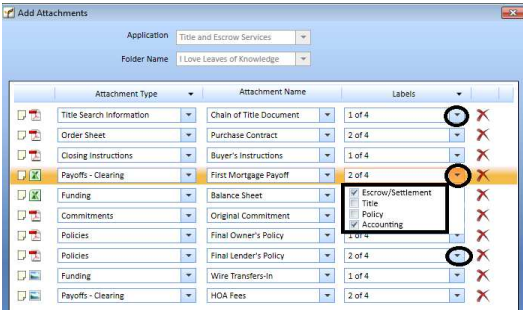 Add Attachments
Application Title and Escrow Services
Folder Name I Love Leaves of Knowledge
Attachment Type Attachment Name Labels
Title Search Information Chain of Title Document 1 of 4
Order Sheet Purchase Contract 2 of 4
Closing Instructions Buyer's Instructions 1 of 4
Payoffs - Clearing First Mortgage Payoff 2 of 4
Funding Balance Sheet Escrow/Settlement
Title
Commitments Original Commitment Policy
Accounting
Policies Final Owner's Policy 1 of 4
Policies Final Lender's Policy 2 of 4
Funding Wire Transfers-In 1 of 4
Payoffs - Clearing HOA Fees 2 of 4